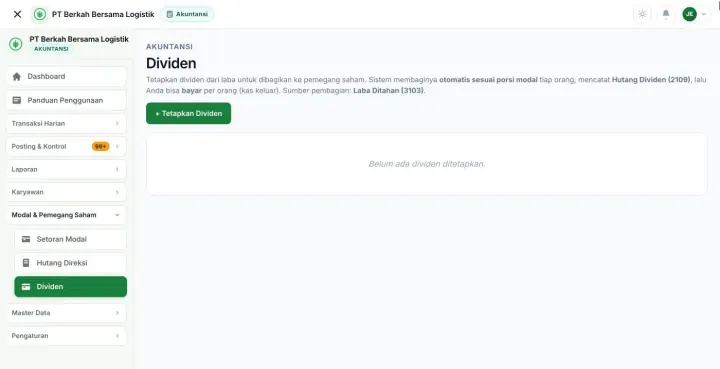 PT Berkah Bersama Logistik
Akuntansi
JE
PT Berkah Bersama Logistik
AKUNTANSI
Dashboard
Panduan Penggunaan
Transaksi Harian
Posting & Kontrol
99+
Laporan
Karyawan
Modal & Pemegang Saham
Setoran Modal
Hutang Direksi
Dividen
Master Data
Pengaturan
AKUNTANSI
Dividen
Tetapkan dividen dari laba untuk dibagikan ke pemegang saham. Sistem membaginya otomatis sesuai porsi modal tiap orang, mencatat Hutang Dividen (2109), lalu
Anda bisa bayar per orang (kas keluar). Sumber pembagian: Laba Ditahan (3103).
+ Tetapkan Dividen
Belum ada dividen ditetapkan.